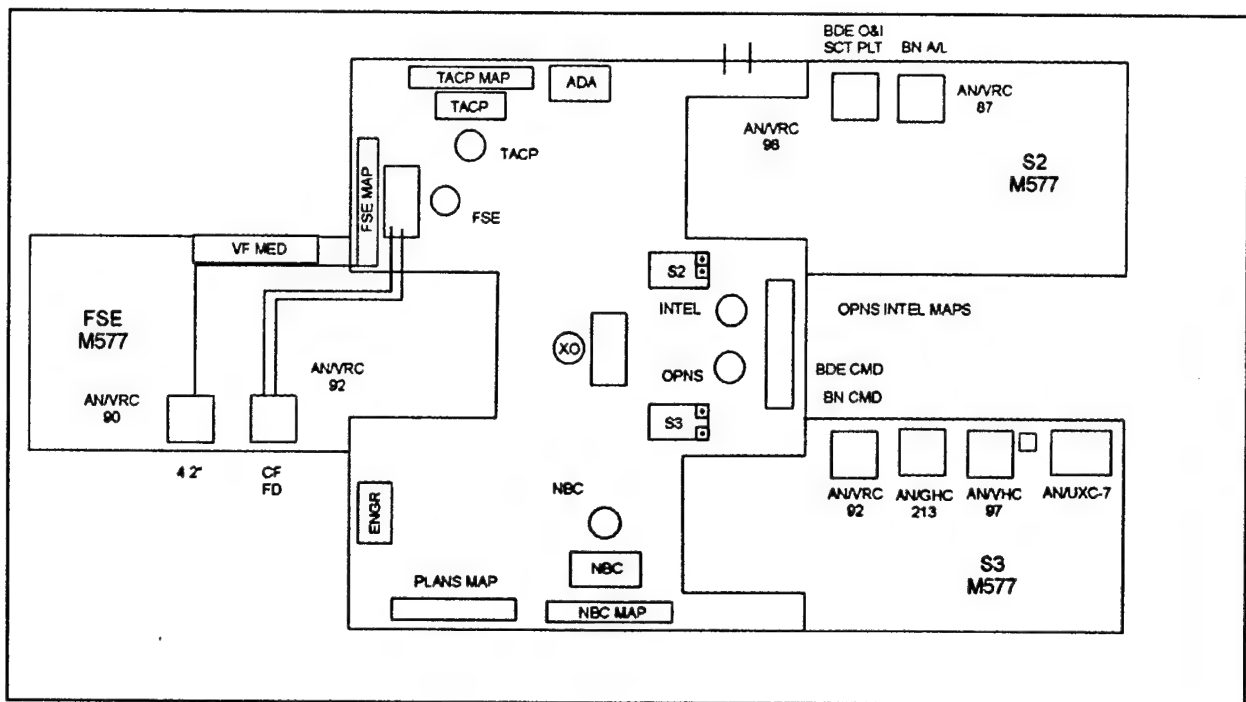 BDE O&I
SCT PLT
BN A/L
TACP MAP
ADA
TACP
AN/VRC
87
AN/VRC
98
TACP
S2
M577
FSE MAP
FSE
VF MED
S2
INTEL
OPNS INTEL MAPS
FSE
M577
XO
AN/VRC
92
OPNS
BDE CMD
AN/VRC
90
BN CMD
S3
4 2"
CF
FD
NBC
ENGR
AN/VRC
92
AN/GHC
213
AN/VHC
97
AN/UXC-7
NBC
S3
M577
PLANS MAP
NBC MAP